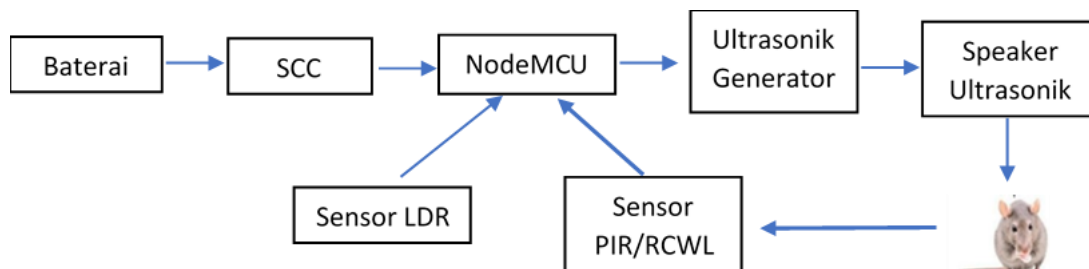 Baterai
SCC
NodeMCU
Ultrasonik
Generator
Speaker
Ultrasonik
Sensor LDR
Sensor
PIR/RCWL